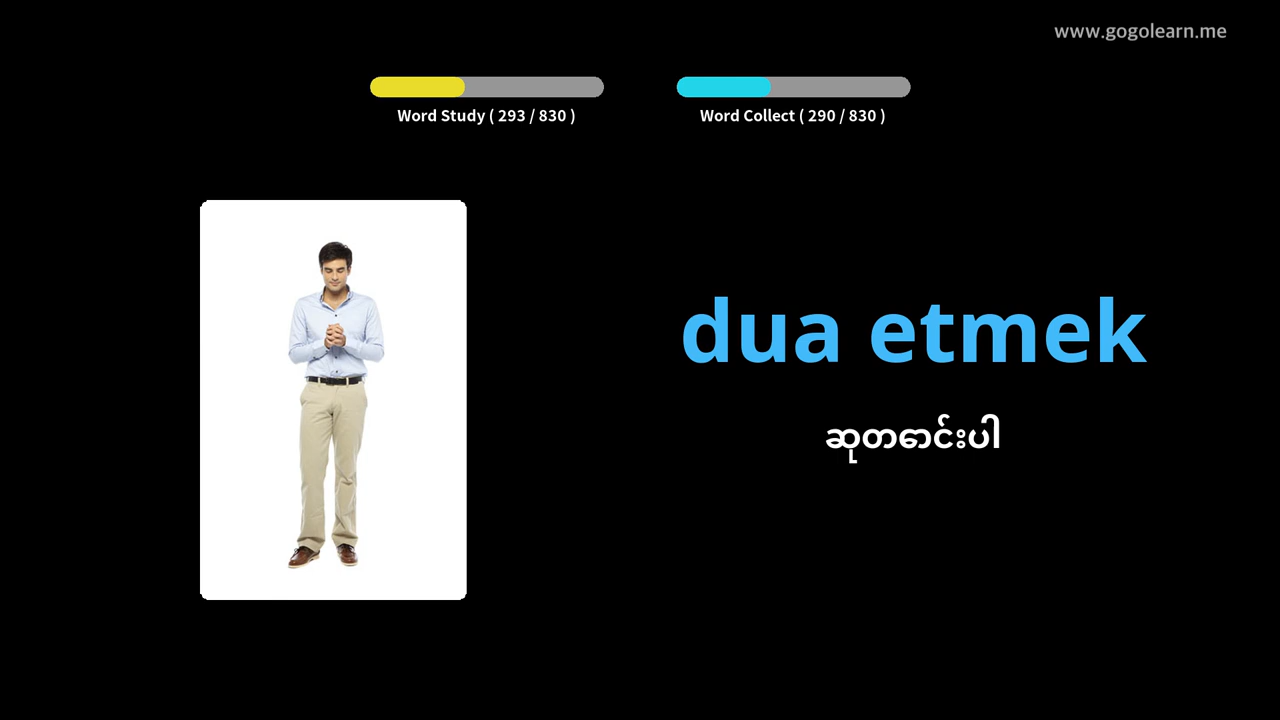 www.gogolearn.me
Word Study ( 293 / 830 )
Word Collect ( 290 / 830 )
dua etmek
ဆုတောင်းပါ